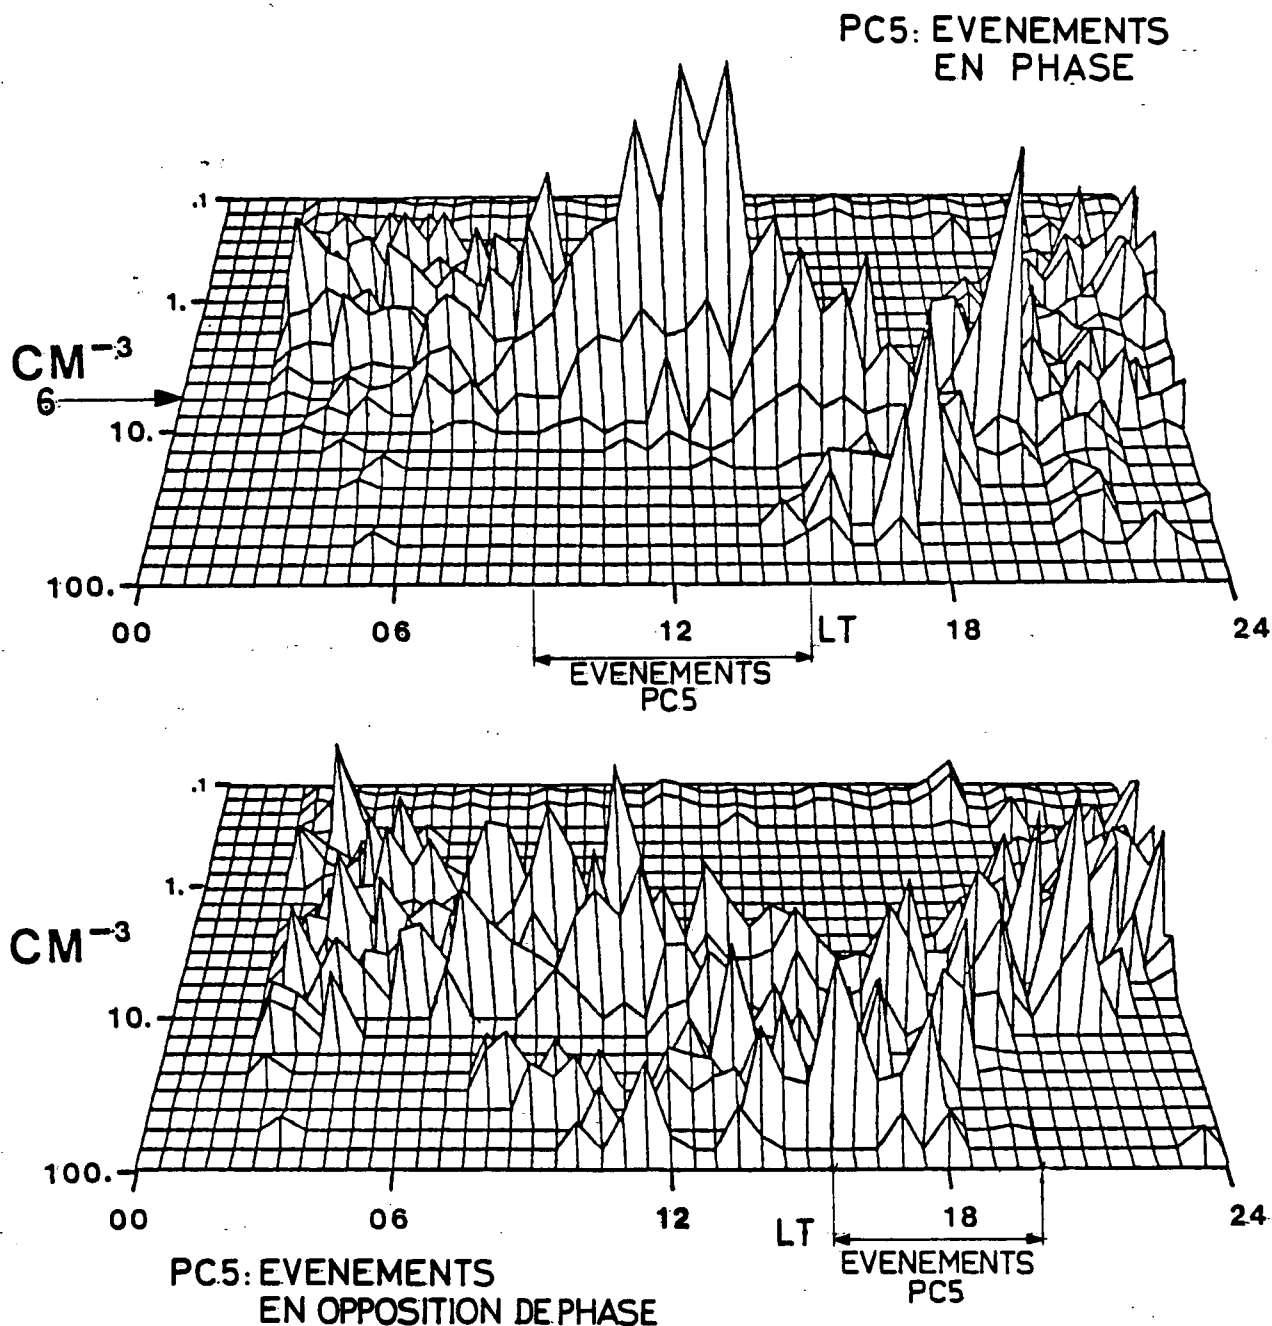 PC5: EVENEMENTS
EN PHASE
.1
1.
CM⁻³
6
10.
100.
00 06 12 LT 18 24
EVENEMENTS
PC5
.1
1.
CM⁻³
10.
100.
00 06 12 LT 18 24
EVENEMENTS
PC5
PC5: EVENEMENTS
EN OPPOSITION DE PHASE